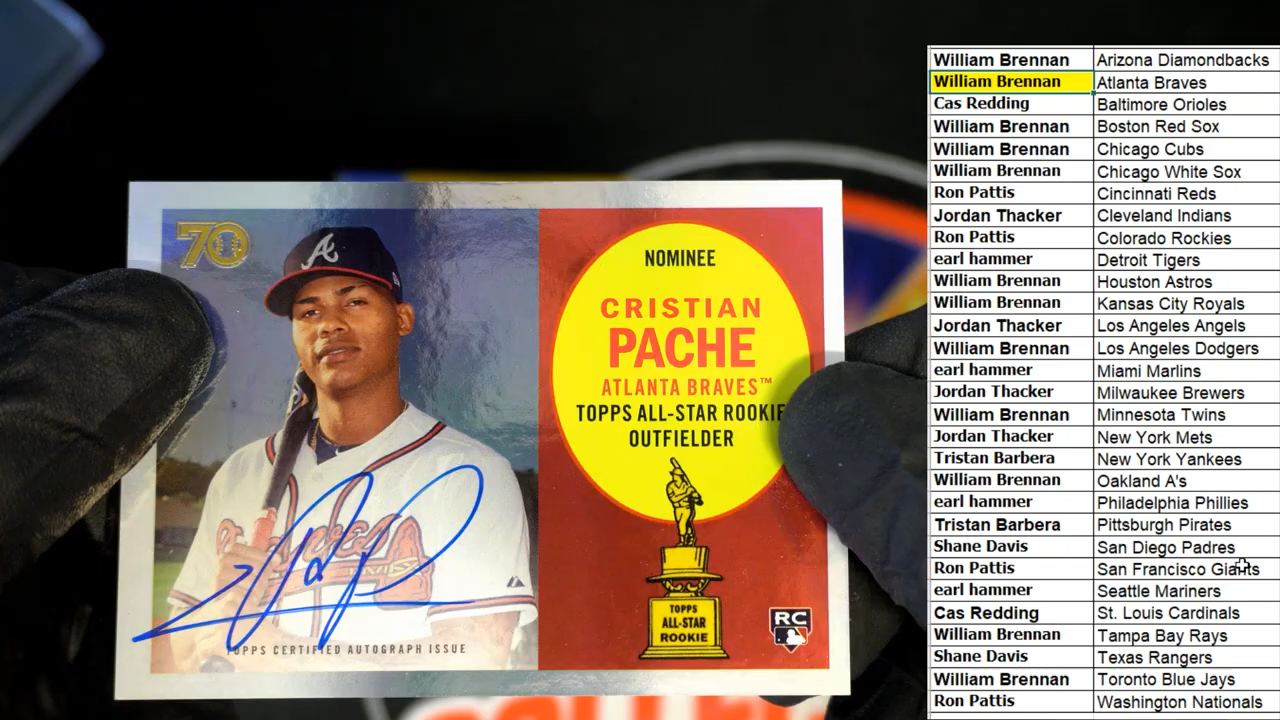 70
A
NOMINEE
CRISTIAN
PACHE
ATLANTA BRAVES™
TOPPS ALL-STAR ROOKIE
OUTFIELDER
TOPPS
ALL-STAR
ROOKIE
RC
TOPPS CERTIFIED AUTOGRAPH ISSUE
William Brennan Arizona Diamondbacks
William Brennan Atlanta Braves
Cas Redding Baltimore Orioles
William Brennan Boston Red Sox
William Brennan Chicago Cubs
William Brennan Chicago White Sox
Ron Pattis Cincinnati Reds
Jordan Thacker Cleveland Indians
Ron Pattis Colorado Rockies
earl hammer Detroit Tigers
William Brennan Houston Astros
William Brennan Kansas City Royals
Jordan Thacker Los Angeles Angels
William Brennan Los Angeles Dodgers
earl hammer Miami Marlins
Jordan Thacker Milwaukee Brewers
William Brennan Minnesota Twins
Jordan Thacker New York Mets
Tristan Barbera New York Yankees
William Brennan Oakland A's
earl hammer Philadelphia Phillies
Tristan Barbera Pittsburgh Pirates
Shane Davis San Diego Padres
Ron Pattis San Francisco Giants
earl hammer Seattle Mariners
Cas Redding St. Louis Cardinals
William Brennan Tampa Bay Rays
Shane Davis Texas Rangers
William Brennan Toronto Blue Jays
Ron Pattis Washington Nationals